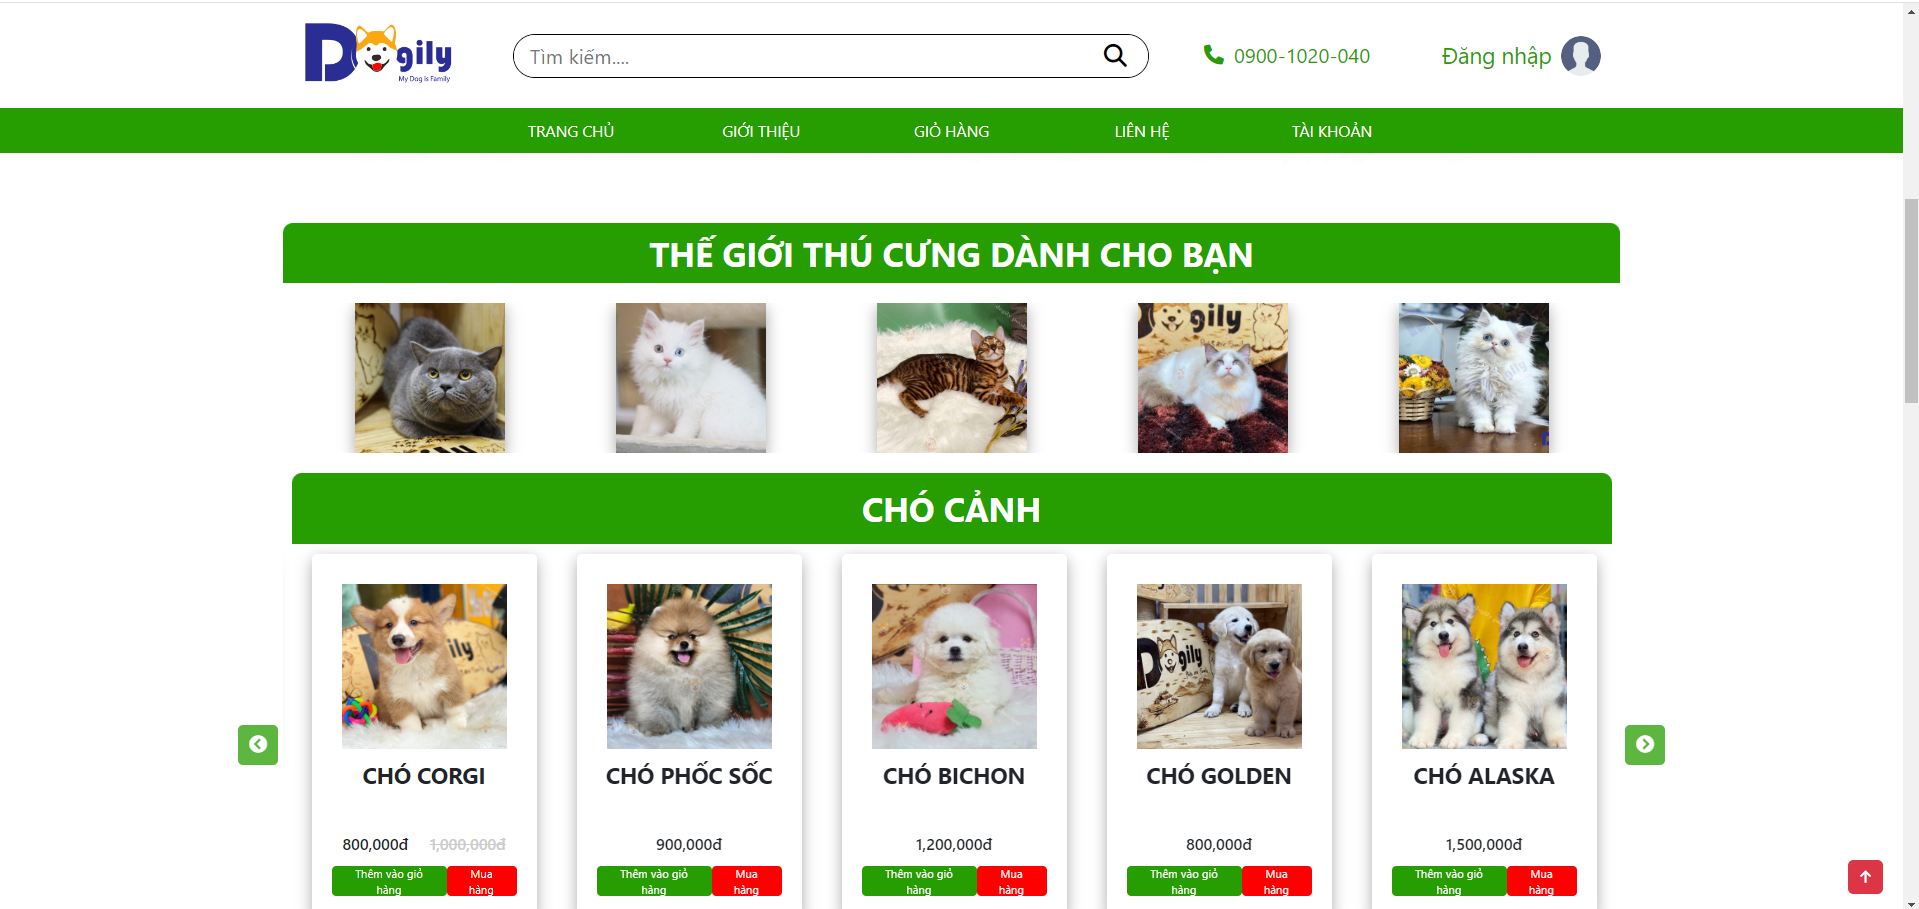 Dogily
My Dog is Family
Tìm kiếm....
0900-1020-040
Đăng nhập
TRANG CHỦ
GIỚI THIỆU
GIỎ HÀNG
LIÊN HỆ
TÀI KHOẢN
THẾ GIỚI THÚ CƯNG DÀNH CHO BẠN
gily
CHÓ CẢNH
ily
Dogily
CHÓ CORGI
CHÓ PHỐC SỐC
CHÓ BICHON
CHÓ GOLDEN
CHÓ ALASKA
800,000đ 1,000,000đ
900,000đ
1,200,000đ
800,000đ
1,500,000đ
Thêm vào giỏ
hàng
Mua
hàng
Thêm vào giỏ
hàng
Mua
hàng
Thêm vào giỏ
hàng
Mua
hàng
Thêm vào giỏ
hàng
Mua
hàng
Thêm vào giỏ
hàng
Mua
hàng